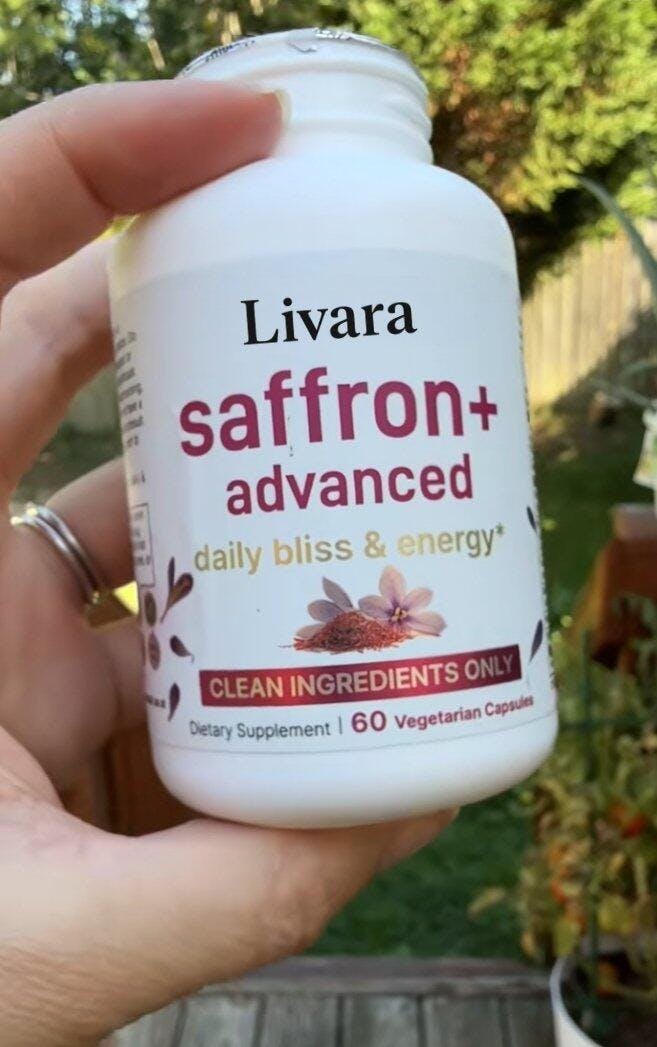 Livara
saffron+
advanced
daily bliss & energy*
CLEAN INGREDIENTS ONLY
Dietary Supplement | 60 Vegetarian Capsules